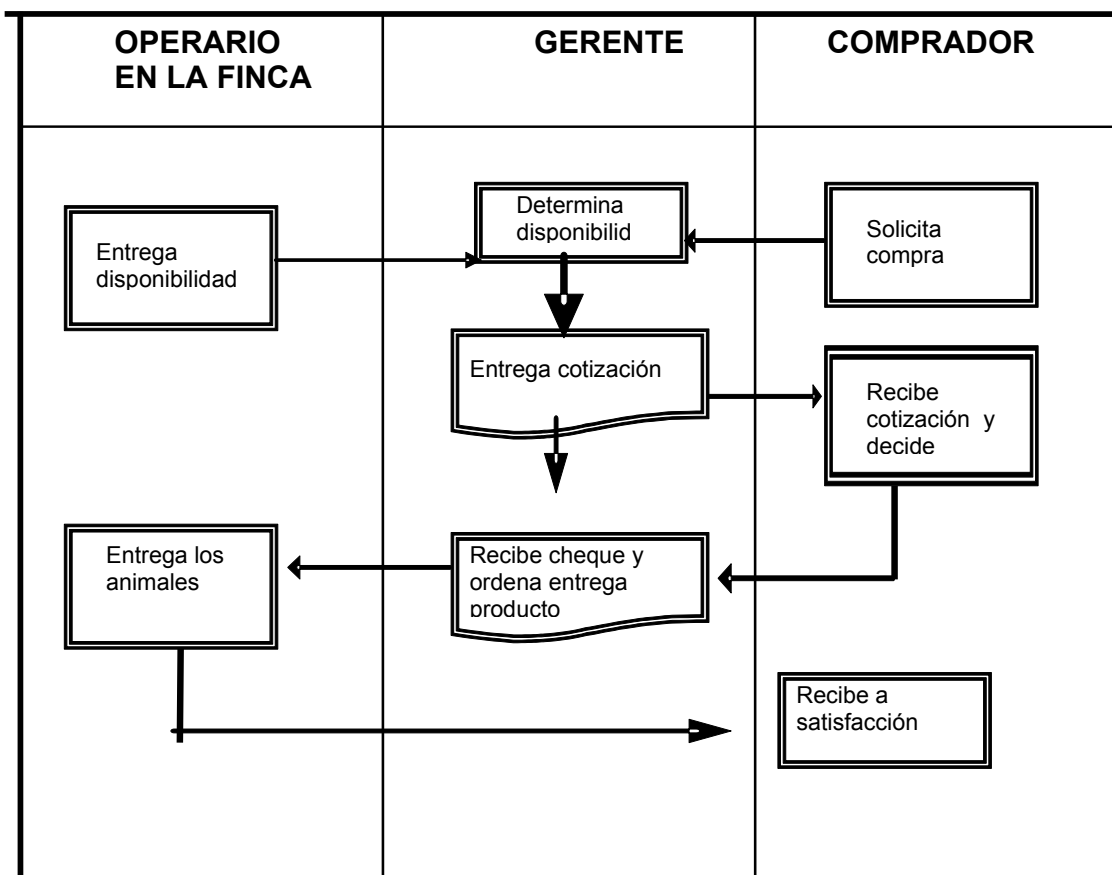 OPERARIO
EN LA FINCA
GERENTE
COMPRADOR
Entrega
disponibilidad
Determina
disponibilid
Solicita
compra
Entrega cotización
Recibe
cotización y
decide
Entrega los
animales
Recibe cheque y
ordena entrega
producto
Recibe a
satisfacción